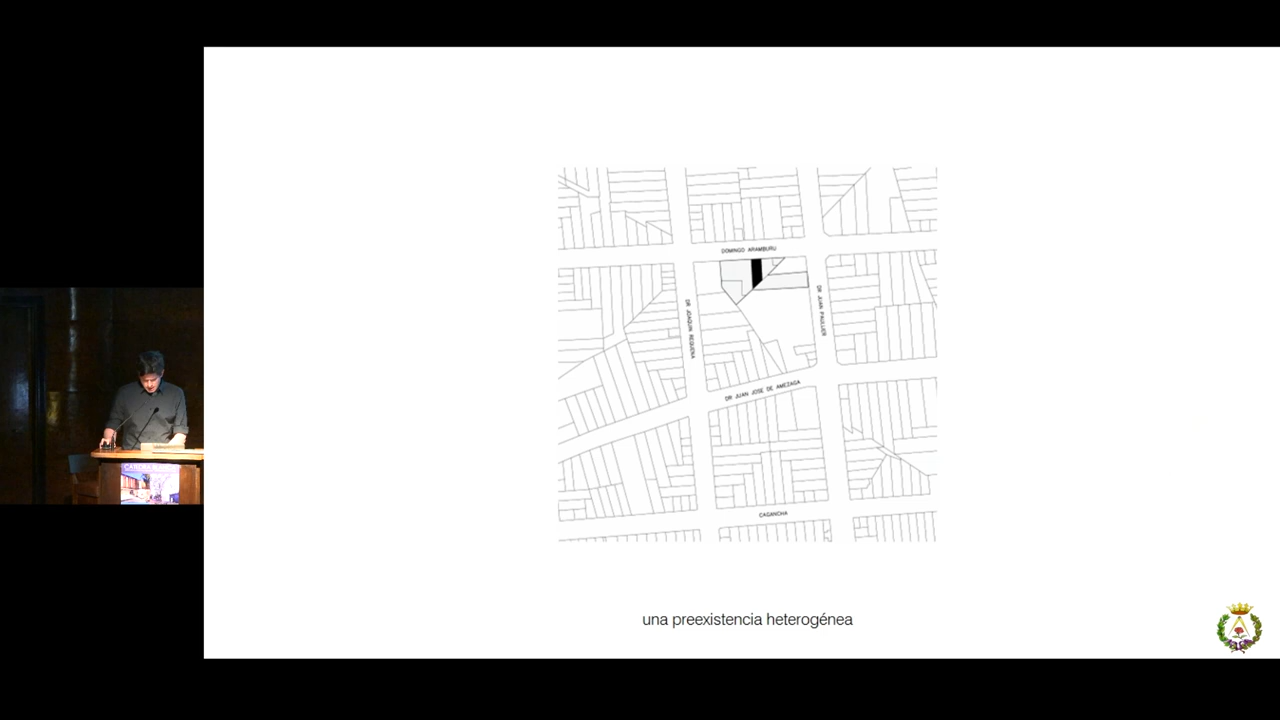 DOMINGO ARAMBURU
DR JOAQUIN REQUENA
DR JUAN PAULLIER
DR JUAN JOSE DE AMEZAGA
CAGANCHA
una preexistencia heterogénea